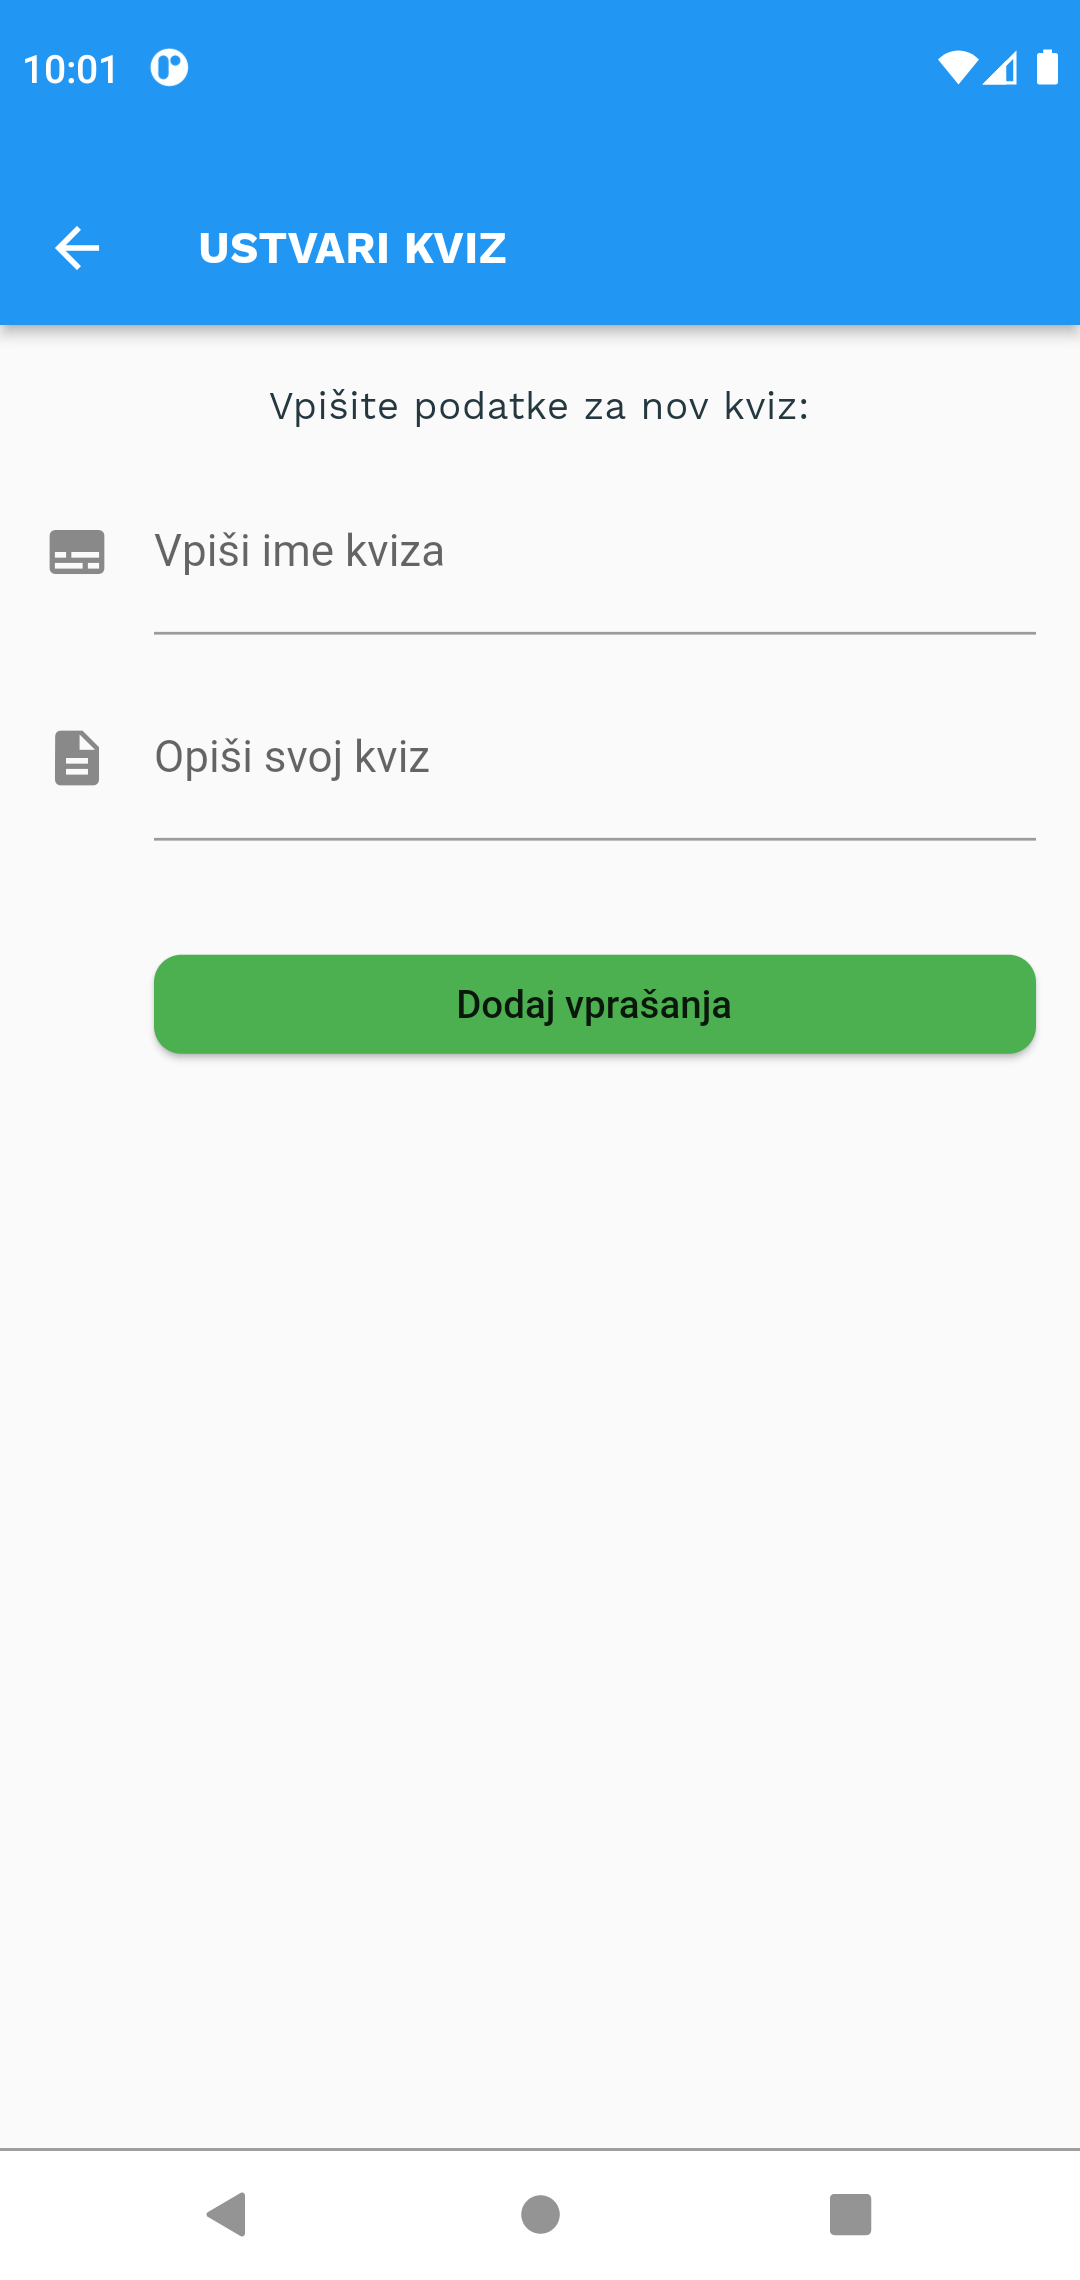 10:01
USTVARI KVIZ
Vpišite podatke za nov kviz:
Vpiši ime kviza
Opiši svoj kviz
Dodaj vprašanja